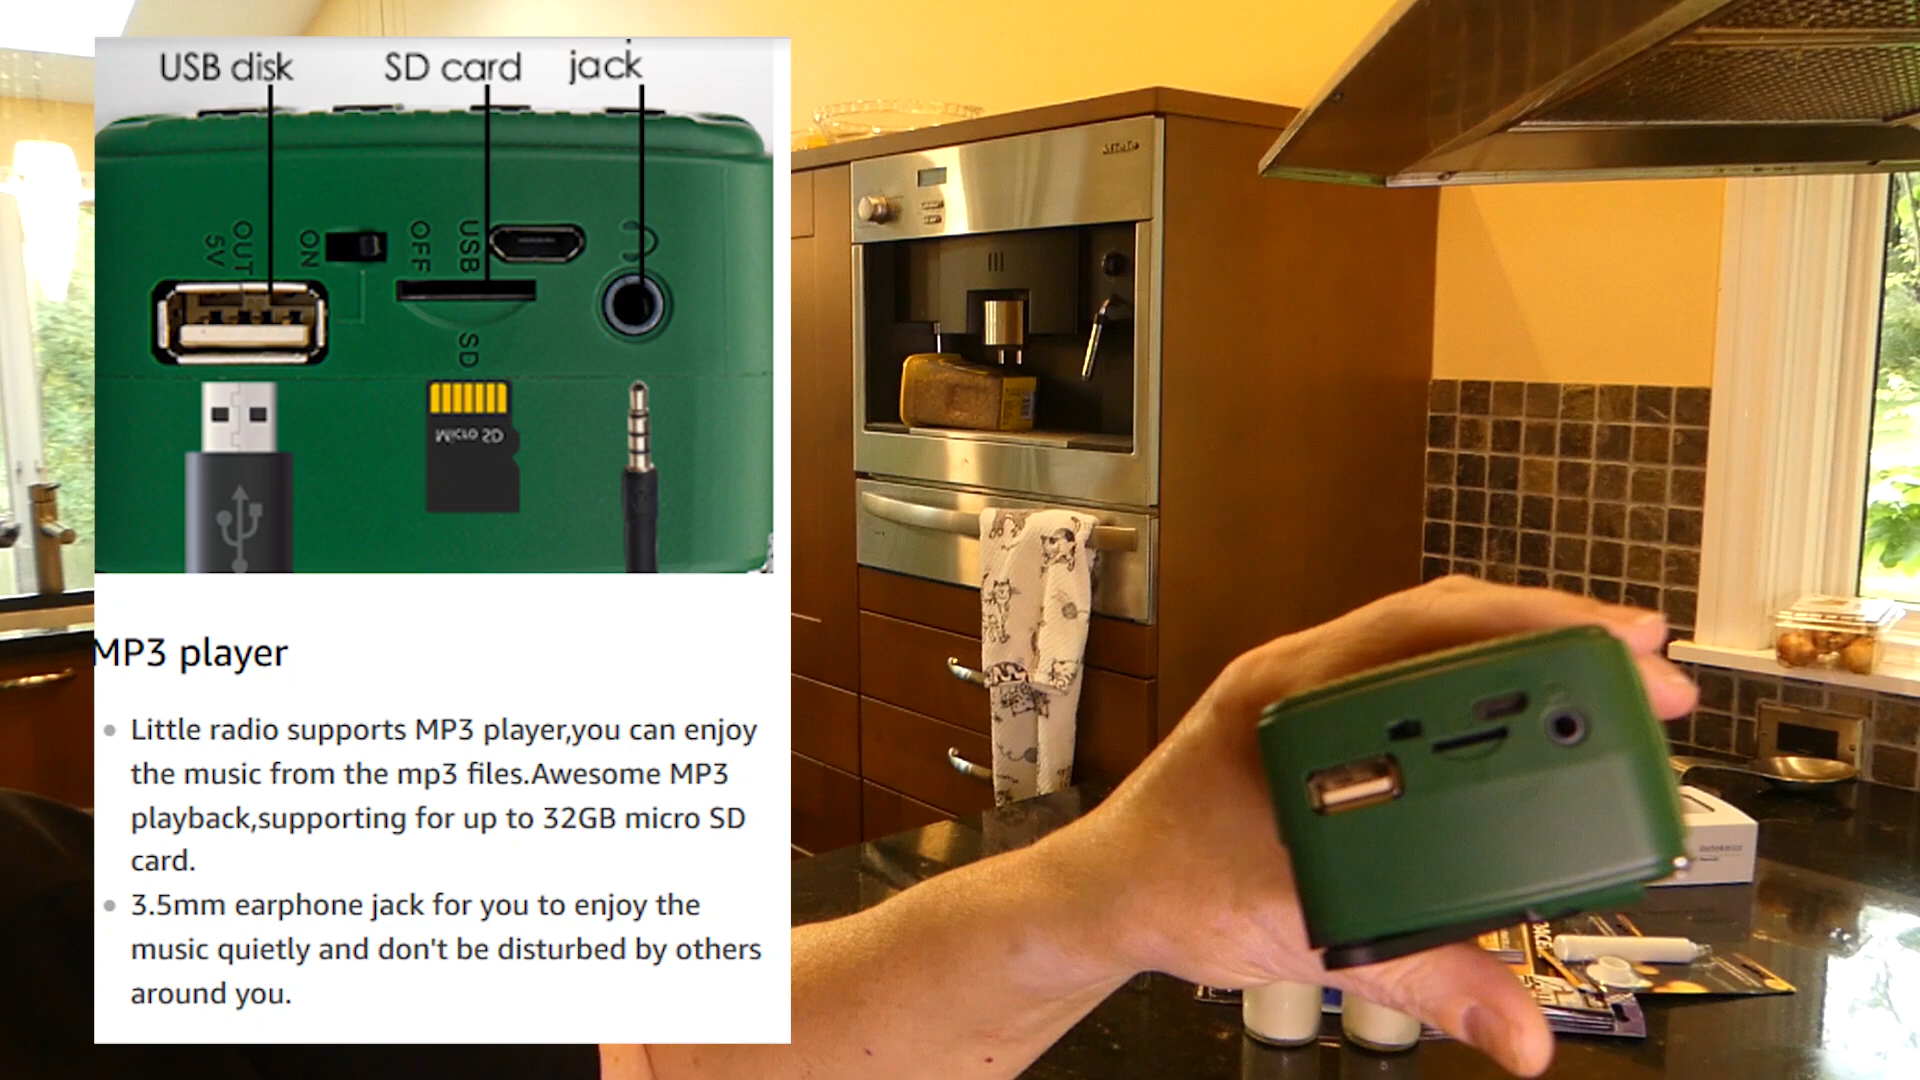 USB disk
SD card
jack
OUT
5V
ON
OFF
USB
SD
Micro SD
MP3 player
Little radio supports MP3 player,you can enjoy
the music from the mp3 files.Awesome MP3
playback,supporting for up to 32GB micro SD
card.
3.5mm earphone jack for you to enjoy the
music quietly and don't be disturbed by others
around you.